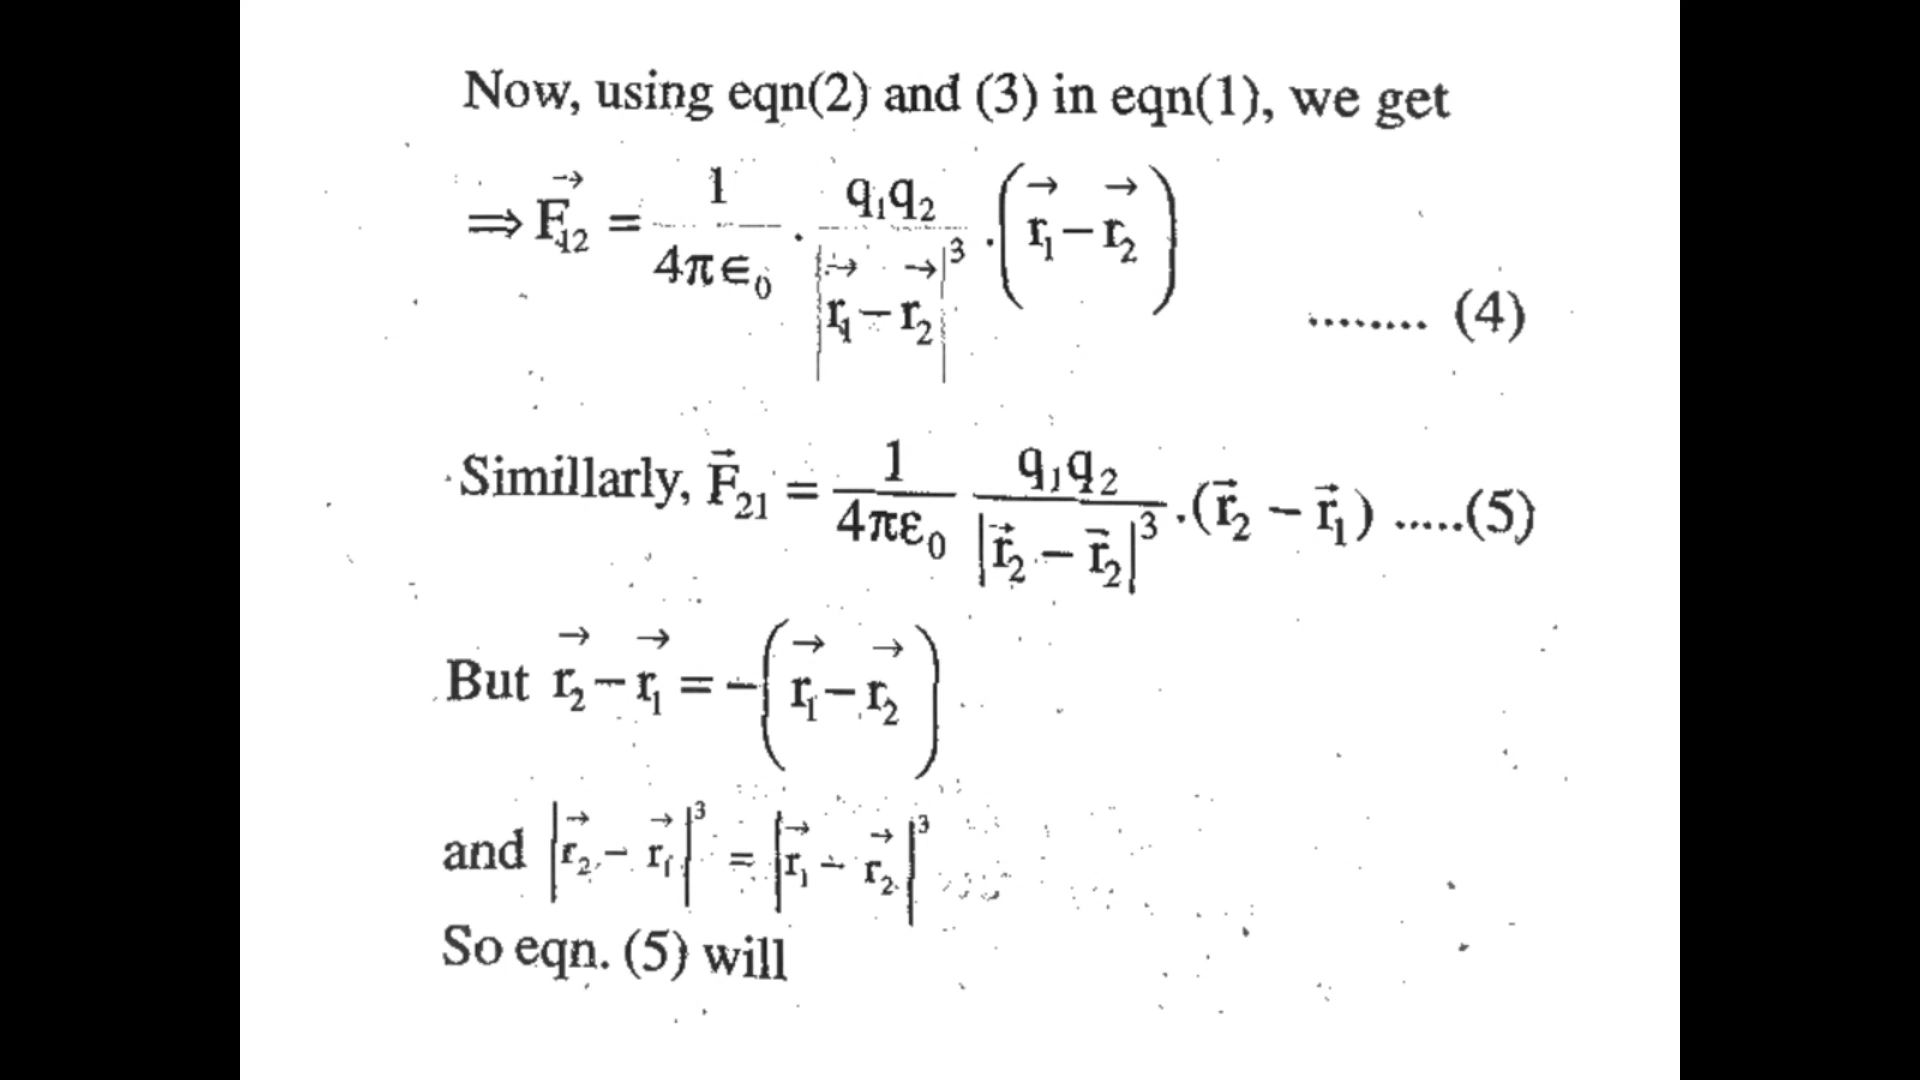 Now, using eqn(2) and (3) in eqn(1), we get
⇒ F⃗₁₂ = 1/4π∈₀ · q₁q₂/|r⃗₁ – r⃗₂|³ · (r⃗₁ – r⃗₂) ........ (4)
Simillarly, F⃗₂₁ = 1/4πε₀ q₁q₂/|r⃗₂ – r⃗₂|³ · (r⃗₂ – r⃗₁) .....(5)
But r⃗₂ – r⃗₁ = –(r⃗₁ – r⃗₂)
and |r⃗₂ – r⃗₁|³ = |r⃗₁ – r⃗₂|³
So eqn. (5) will